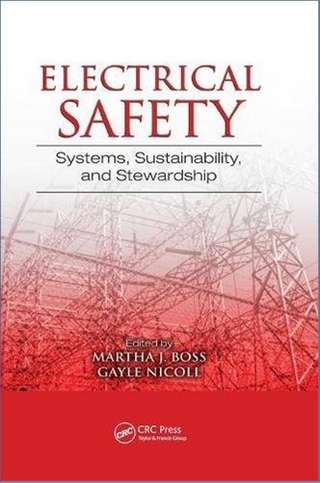 ELECTRICAL
SAFETY
Systems, Sustainability,
and Stewardship
Edited by
MARTHA J. BOSS
GAYLE NICOLL
CRC
CRC Press
Taylor & Francis Group